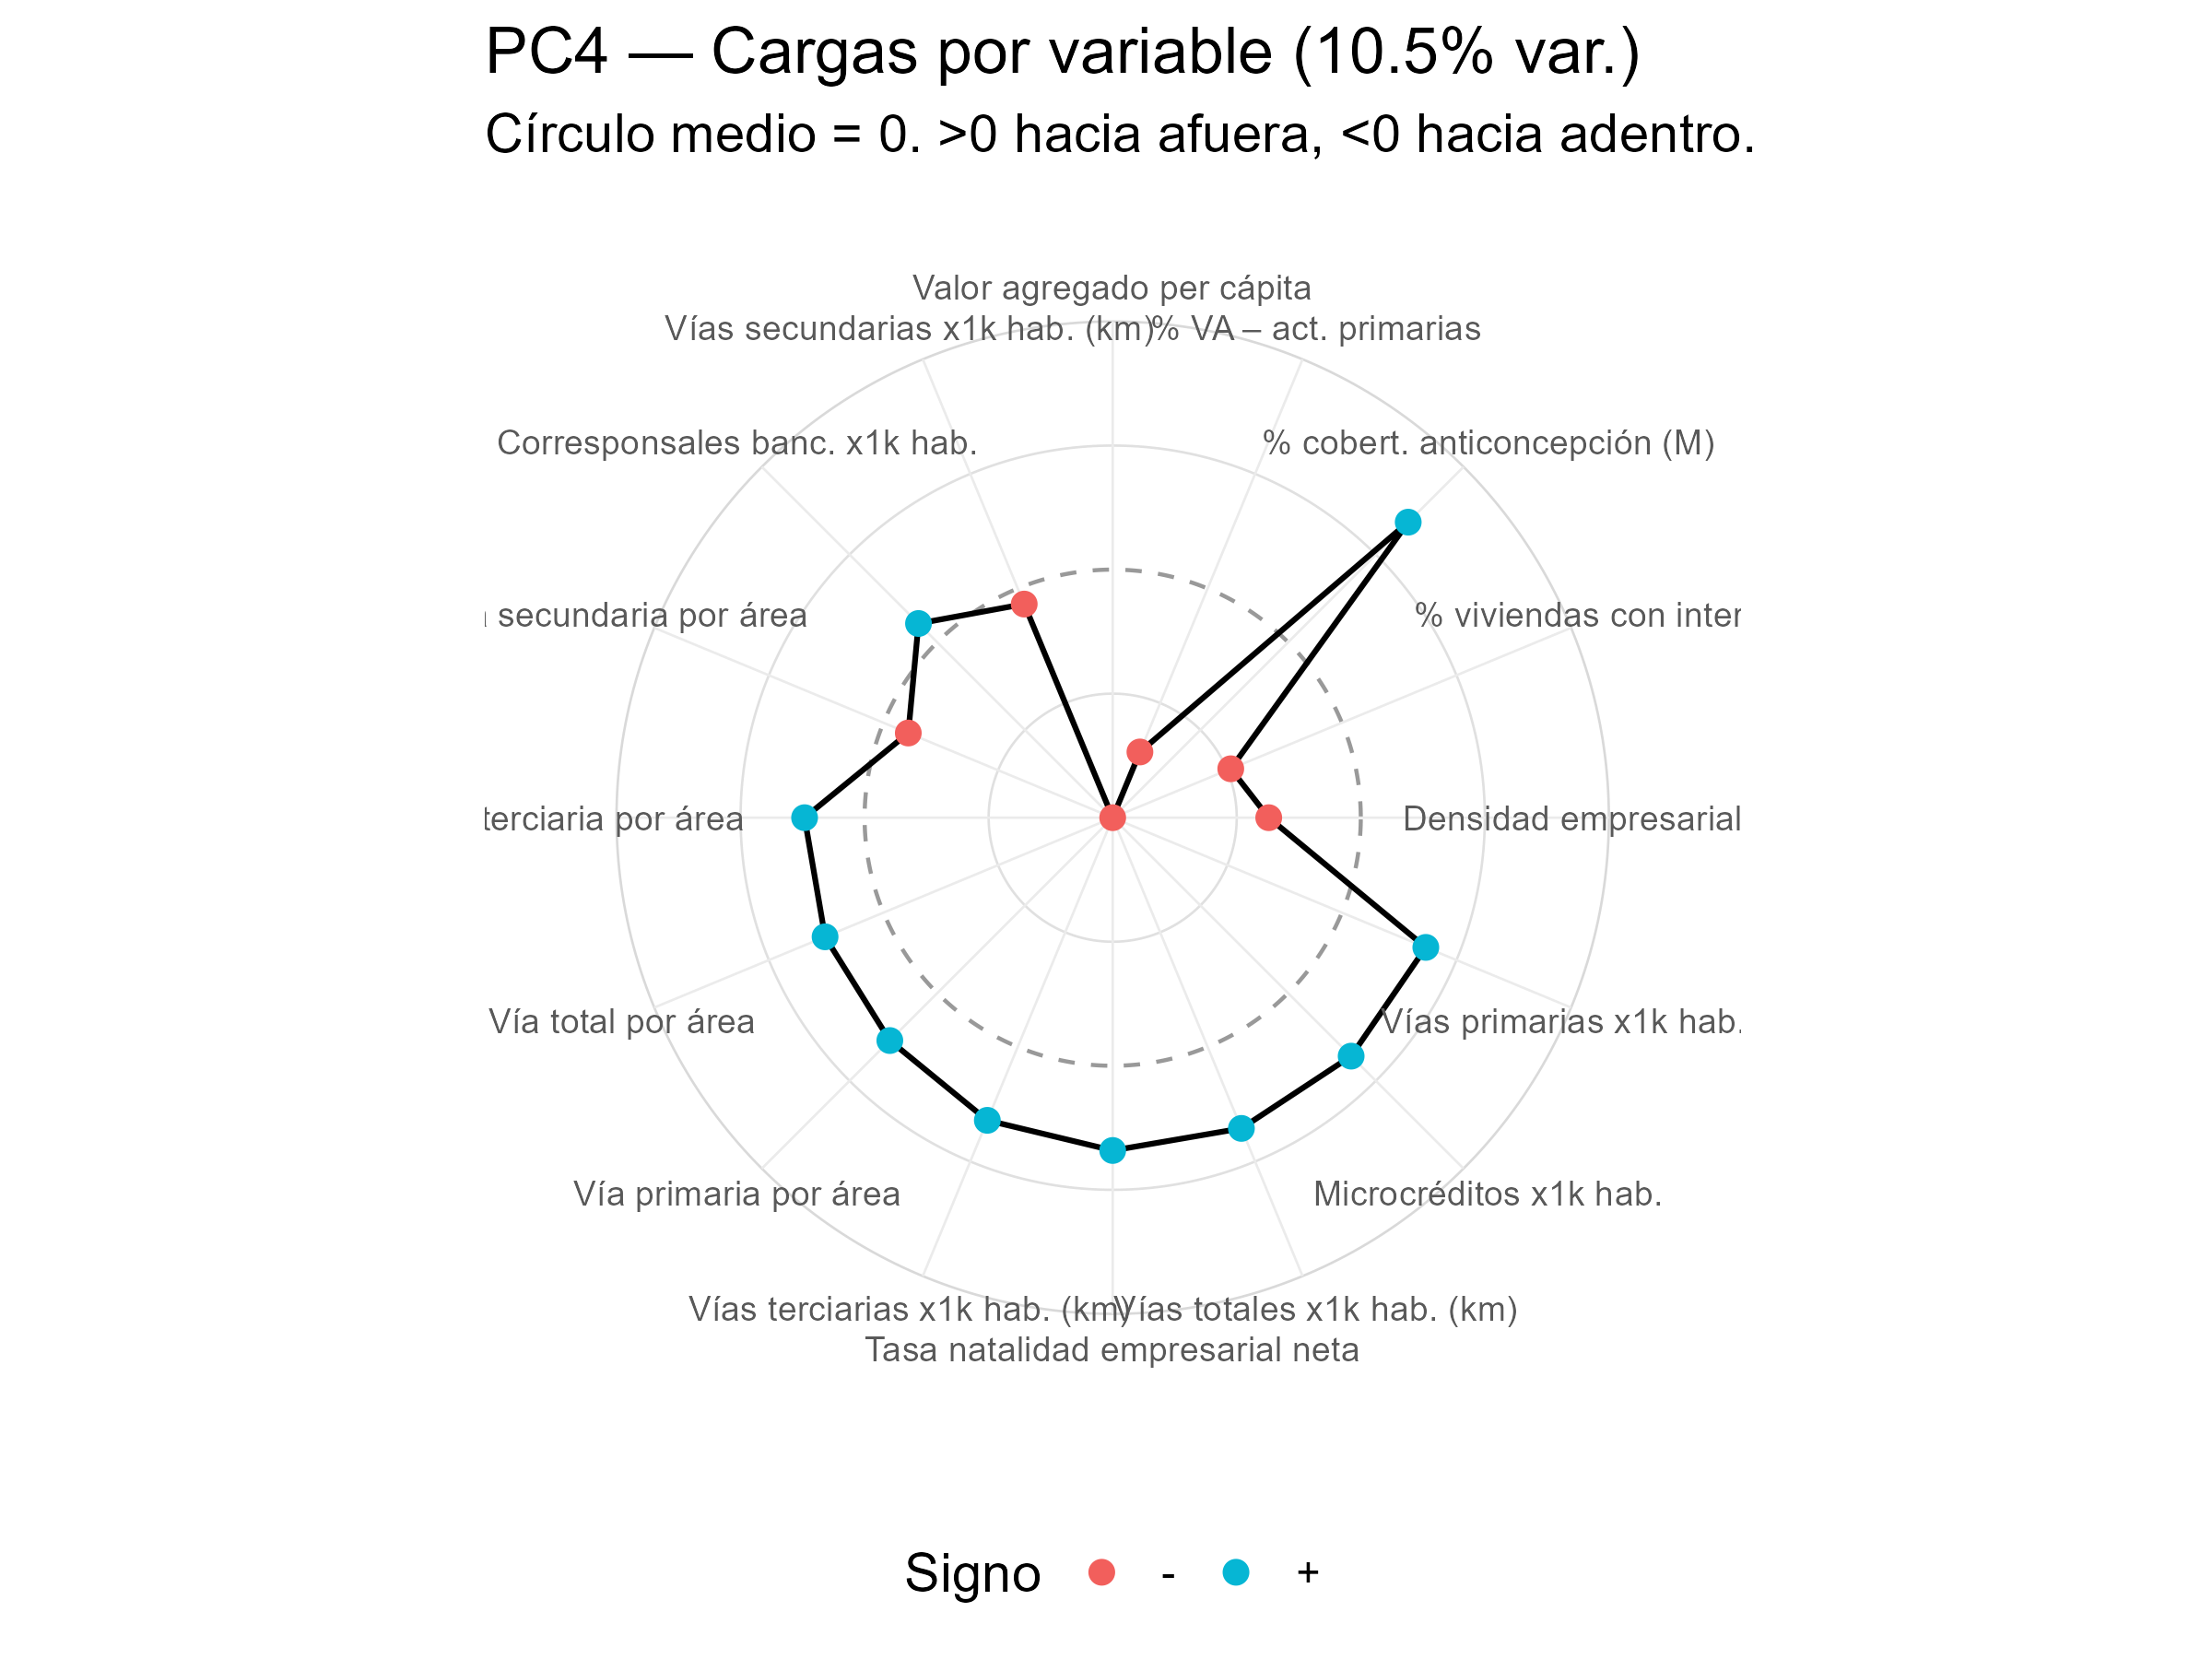 PC4 — Cargas por variable (10.5% var.)
Círculo medio = 0. >0 hacia afuera, <0 hacia adentro.
Valor agregado per cápita
Vías secundarias x1k hab. (km)
% VA – act. primarias
Corresponsales banc. x1k hab.
% cobert. anticoncepción (M)
secundaria por área
% viviendas con inter
terciaria por área
Densidad empresarial
Vía total por área
Vías primarias x1k hab.
Vía primaria por área
Microcréditos x1k hab.
Vías terciarias x1k hab. (km)
Vías totales x1k hab. (km)
Tasa natalidad empresarial neta
Signo - +